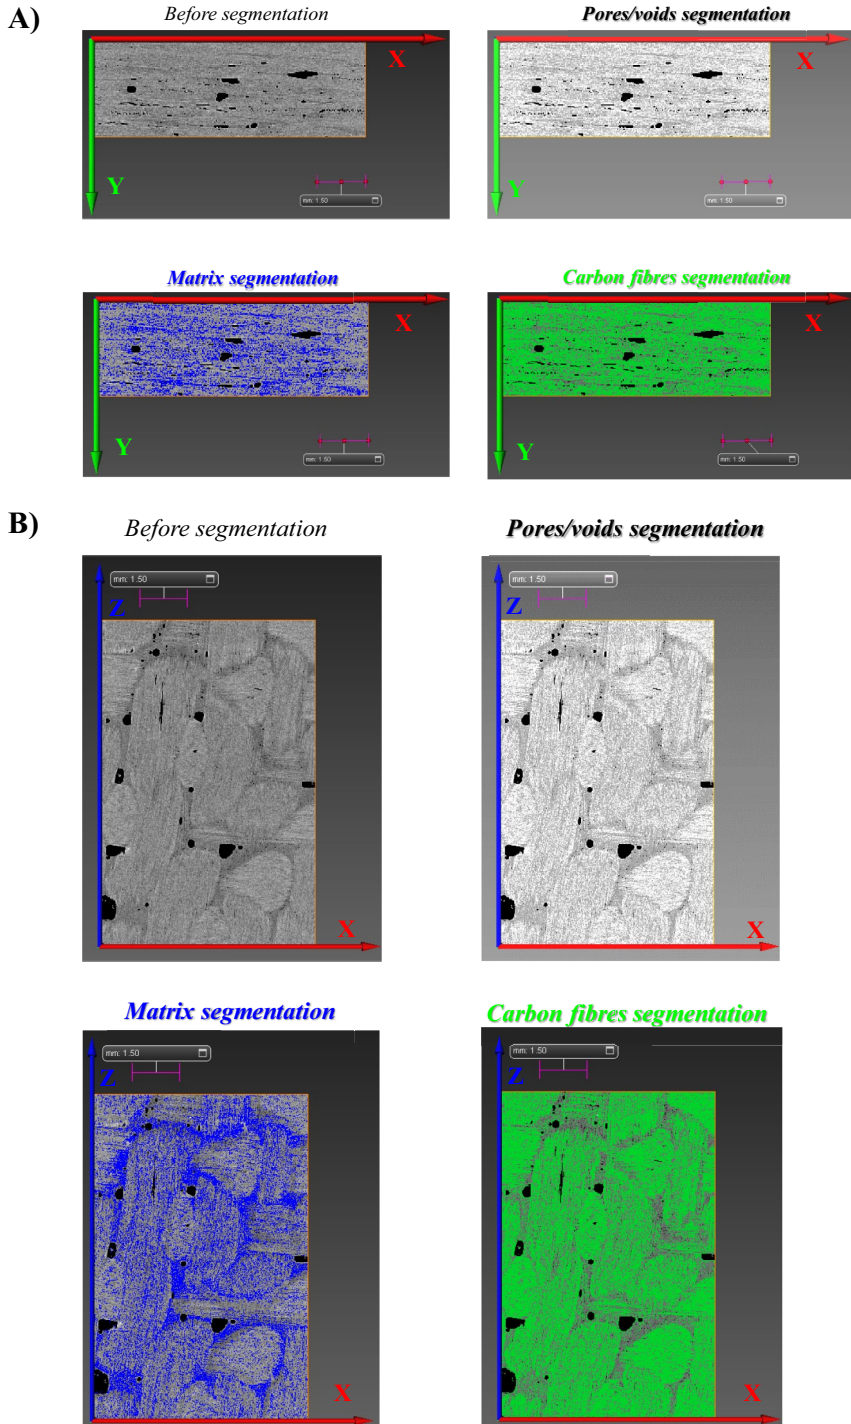 A)
Before segmentation
Pores/voids segmentation
X
X
Y
mm: 1.50
Y
mm: 1.50
Matrix segmentation
Carbon fibres segmentation
X
X
Y
mm: 1.50
Y
mm: 1.50
B)
Before segmentation
Pores/voids segmentation
mm: 1.50
mm: 1.50
Z
Z
X
X
Matrix segmentation
Carbon fibres segmentation
mm: 1.50
mm: 1.50
Z
Z
X
X